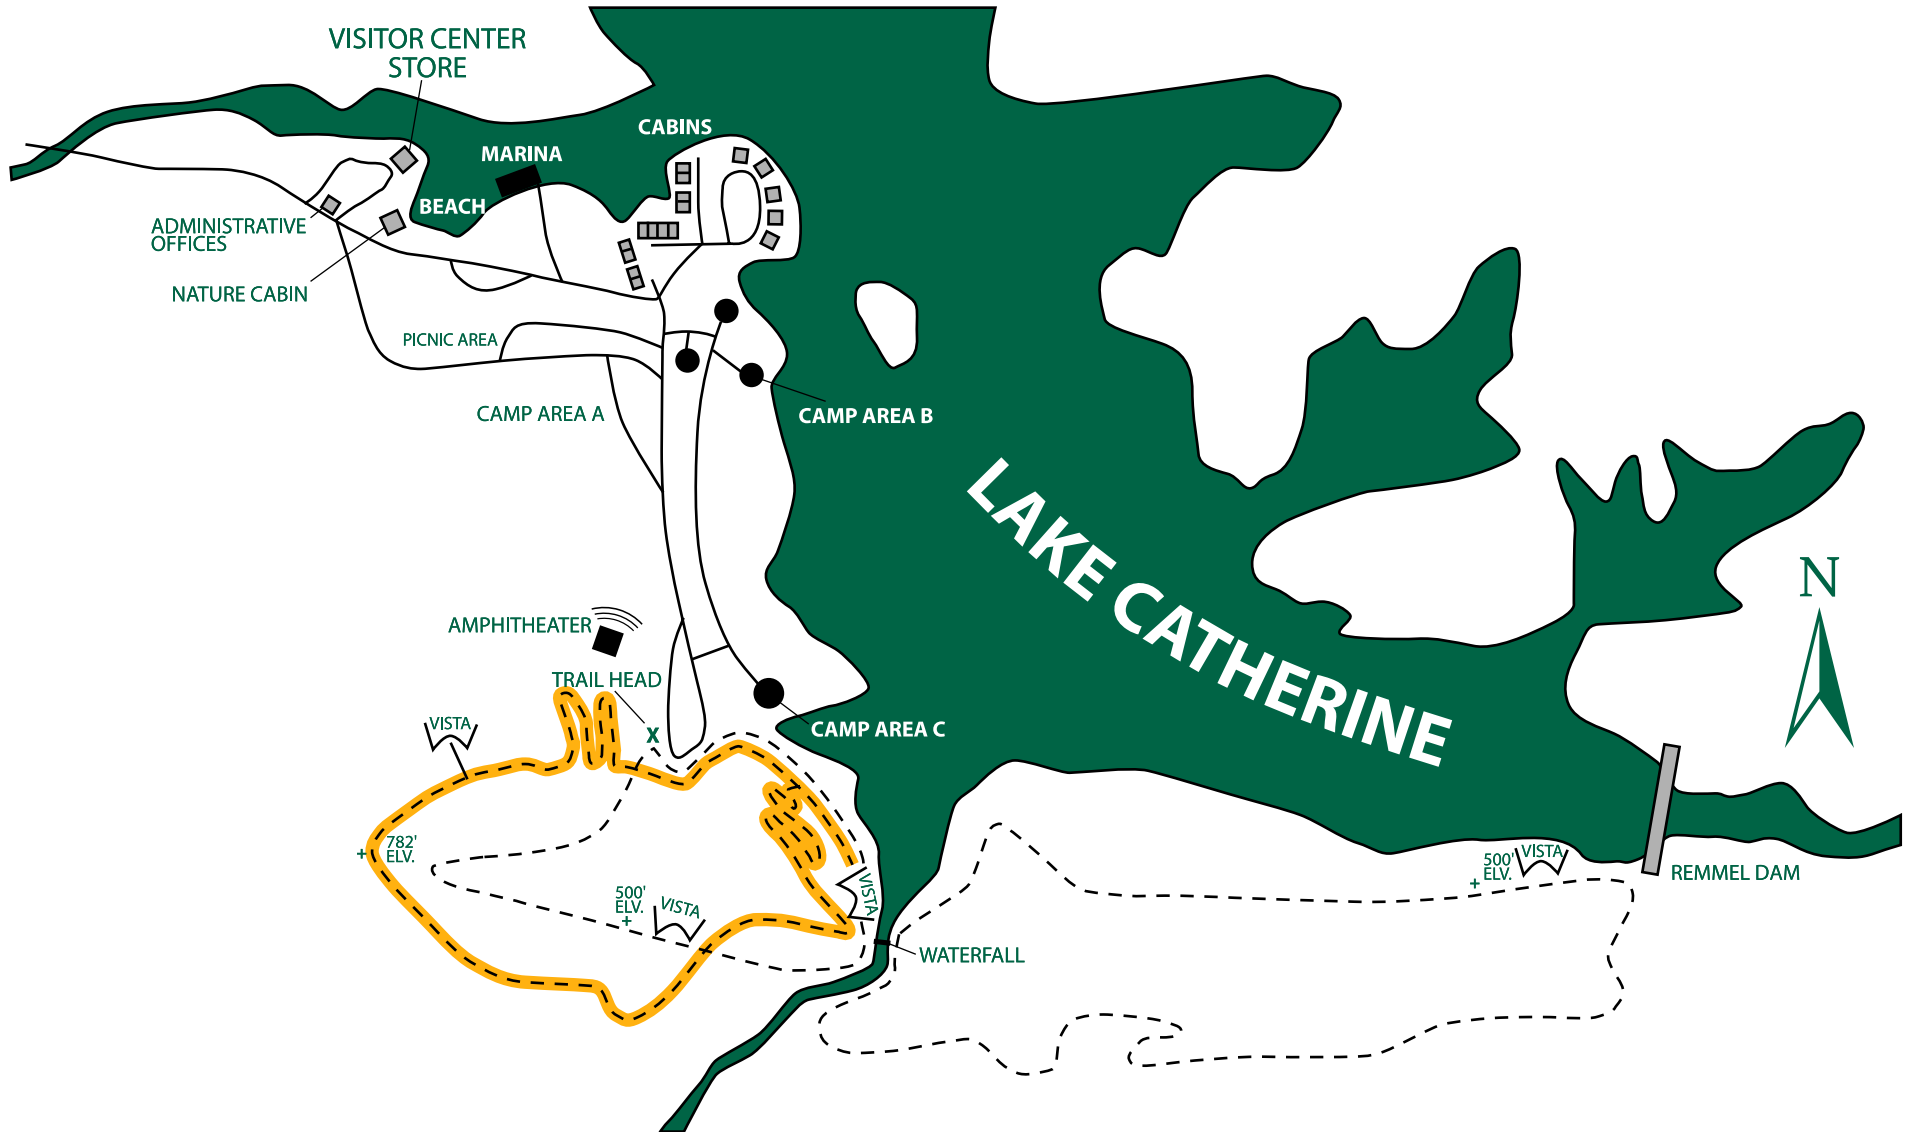 VISITOR CENTER
STORE
CABINS
MARINA
BEACH
ADMINISTRATIVE
OFFICES
NATURE CABIN
PICNIC AREA
CAMP AREA A
CAMP AREA B
LAKE CATHERINE
N
AMPHITHEATER
TRAIL HEAD
X
VISTA
CAMP AREA C
782'
ELV.
+
500'
ELV.
+
VISTA
VISTA
WATERFALL
500'
ELV.
+
VISTA
REMMEL DAM